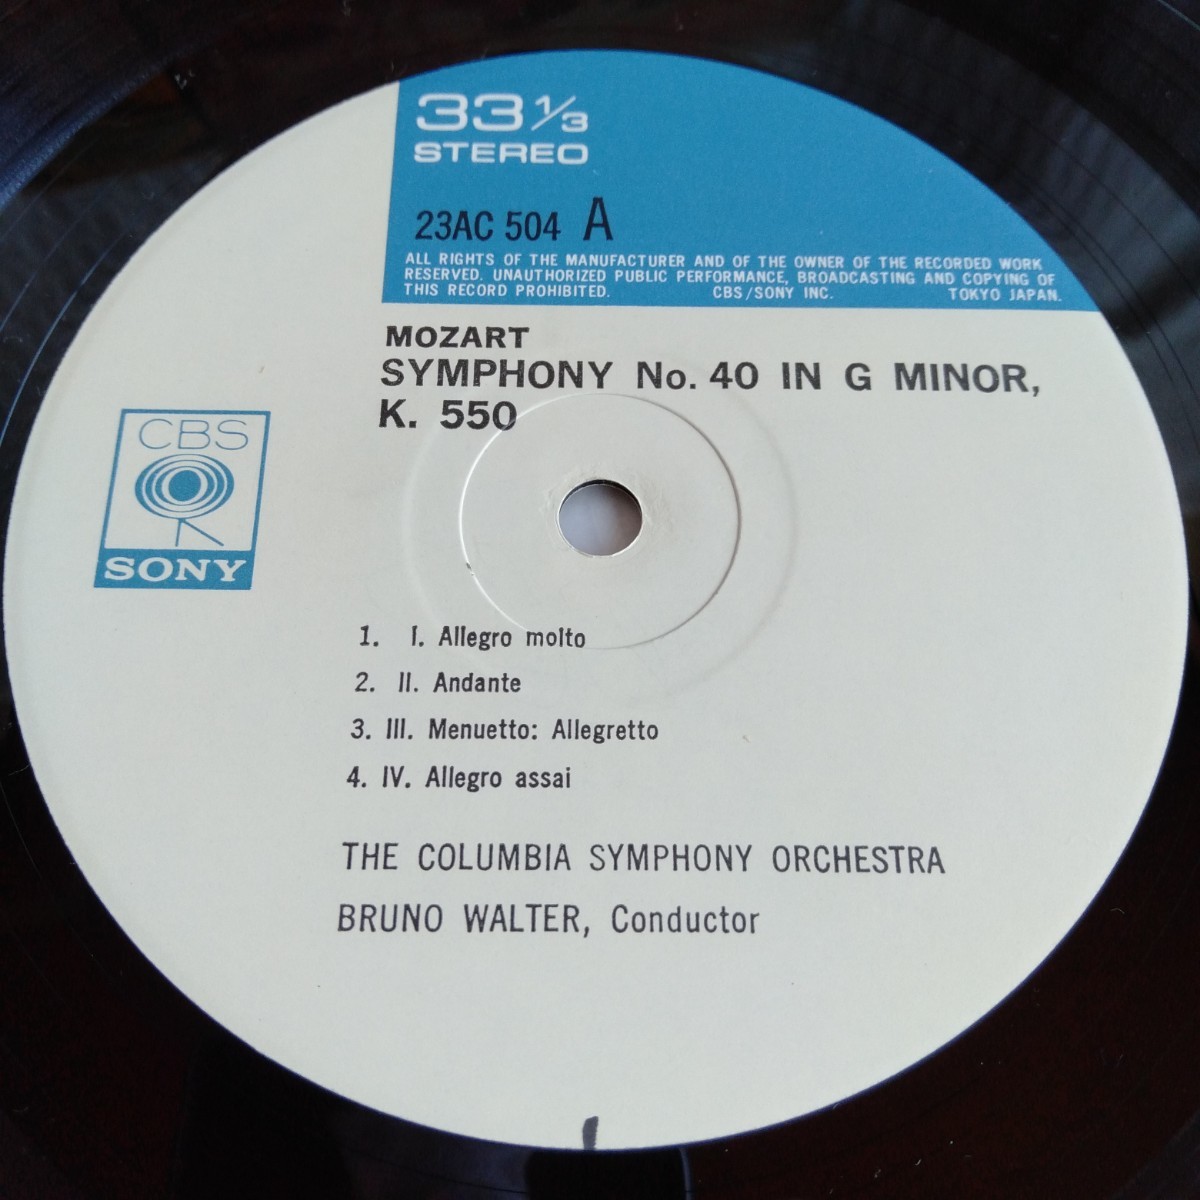 33 1/3
STEREO
23AC 504 A
ALL RIGHTS OF THE MANUFACTURER AND OF THE OWNER OF THE RECORDED WORK
RESERVED. UNAUTHORIZED PUBLIC PERFORMANCE, BROADCASTING AND COPYING OF
THIS RECORD PROHIBITED. CBS/SONY INC. TOKYO JAPAN.
MOZART
SYMPHONY No. 40 IN G MINOR,
K. 550
CBS
SONY
1. I. Allegro molto
2. II. Andante
3. III. Menuetto: Allegretto
4. IV. Allegro assai
THE COLUMBIA SYMPHONY ORCHESTRA
BRUNO WALTER, Conductor